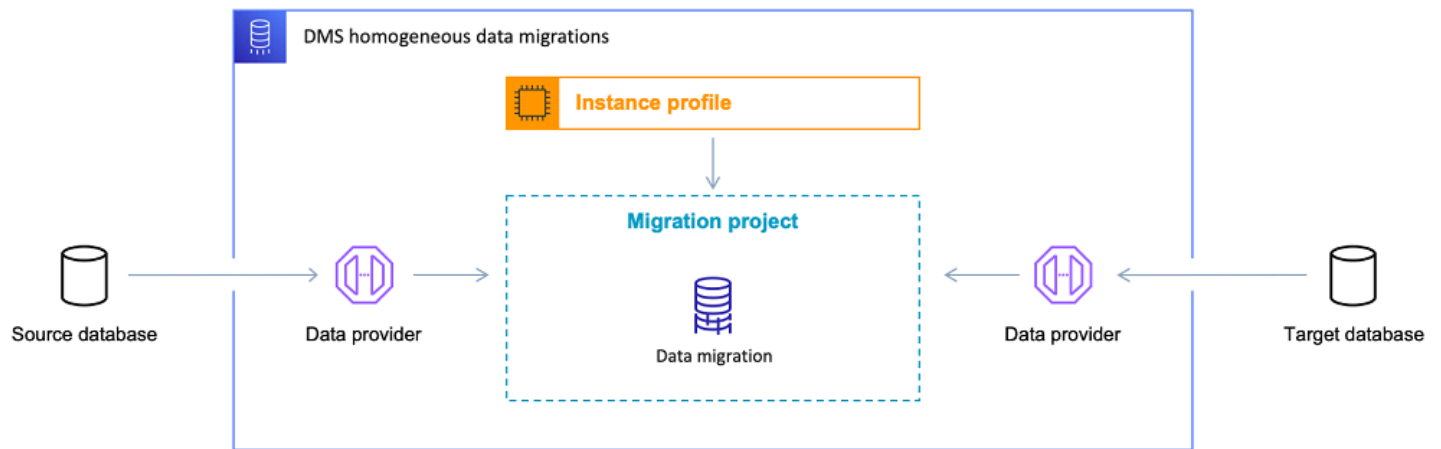 DMS homogeneous data migrations
Instance profile
Migration project
Source database
Data provider
Data migration
Data provider
Target database